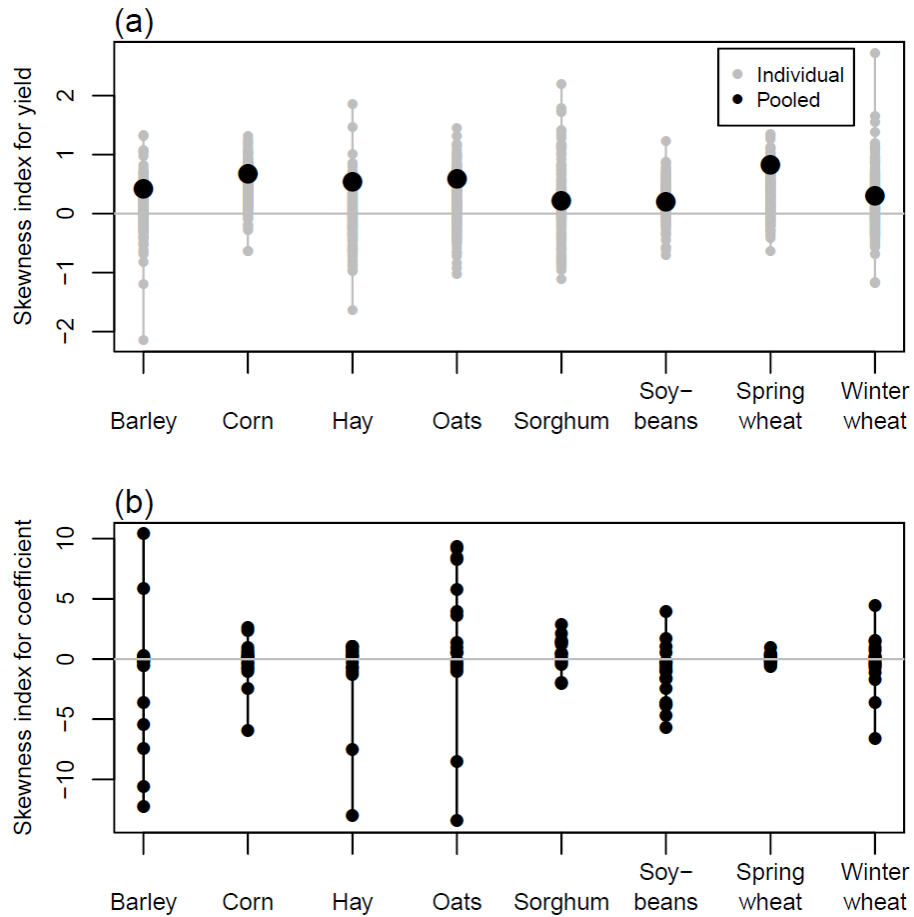 (a)
Skewness index for yield
2
1
0
−1
−2
Individual
Pooled
Barley Corn Hay Oats Sorghum Soy− beans Spring wheat Winter wheat
(b)
Skewness index for coefficient
10
5
0
−5
−10
Barley Corn Hay Oats Sorghum Soy− beans Spring wheat Winter wheat